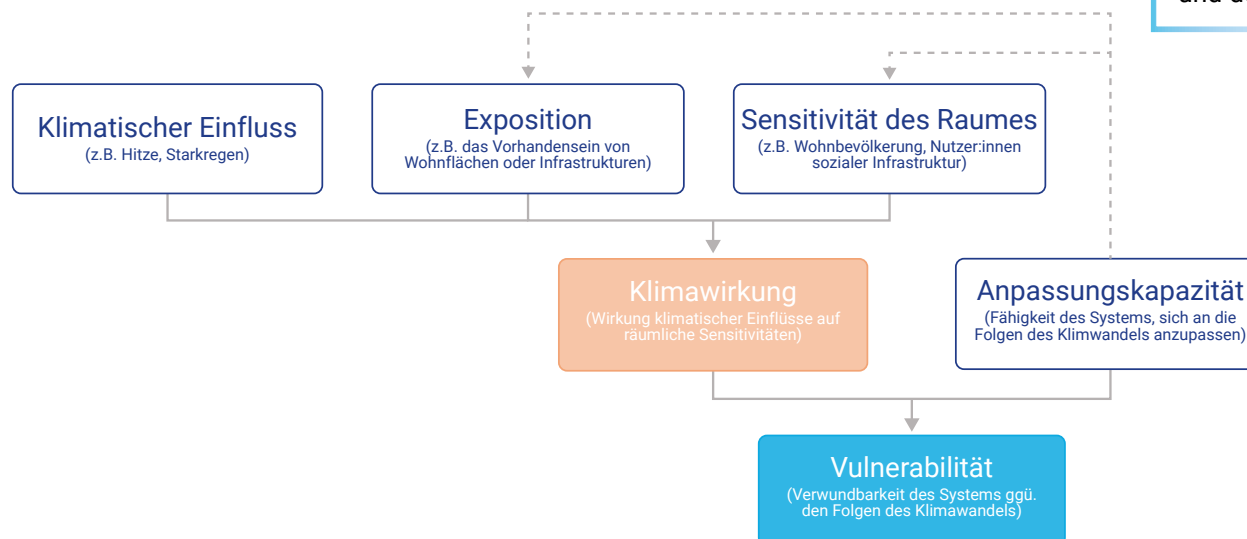 Klimatischer Einfluss
(z.B. Hitze, Starkregen)
Exposition
(z.B. das Vorhandensein von
Wohnflächen oder Infrastrukturen)
Sensitivität des Raumes
(z.B. Wohnbevölkerung, Nutzer:innen
sozialer Infrastruktur)
Klimawirkung
(Wirkung klimatischer Einflüsse auf
räumliche Sensitivitäten)
Anpassungskapazität
(Fähigkeit des Systems, sich an die
Folgen des Klimwandels anzupassen)
Vulnerabilität
(Verwundbarkeit des Systems ggü.
den Folgen des Klimawandels)